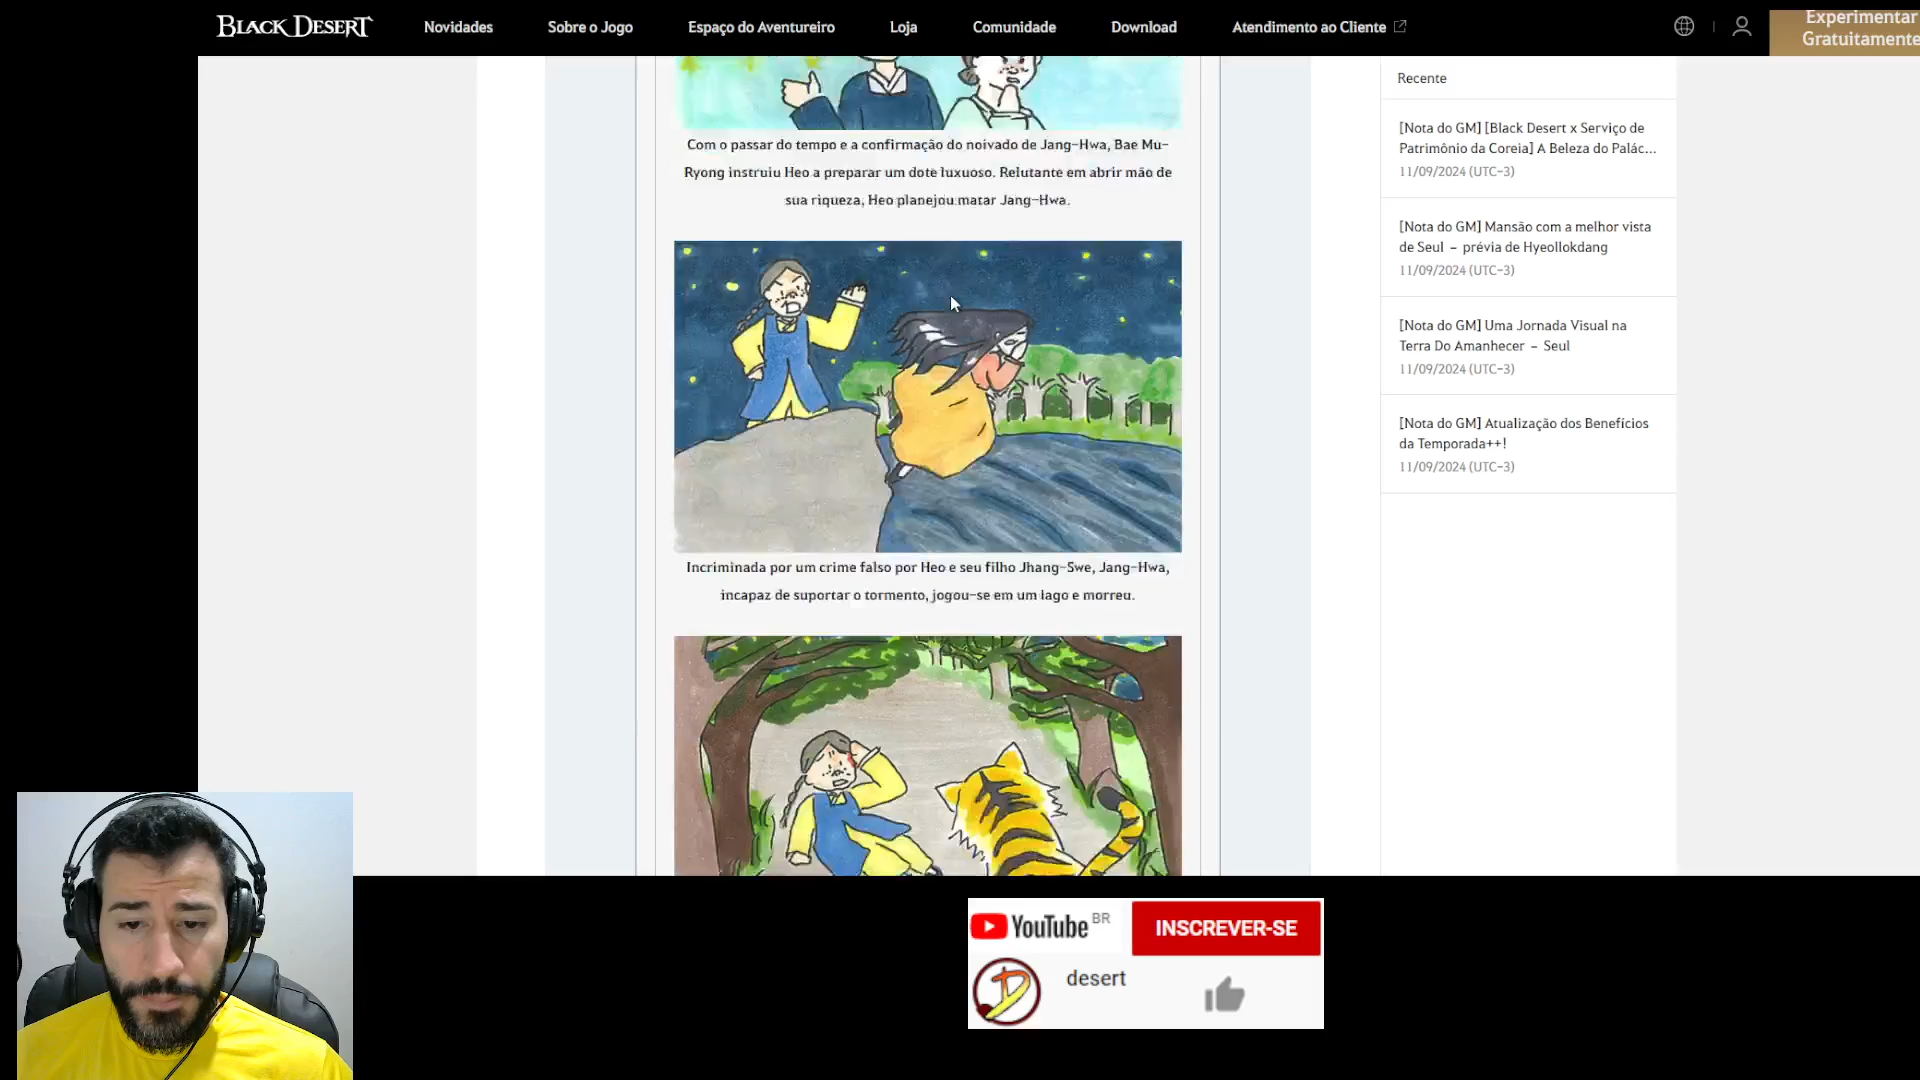 BLACK DESERT
Novidades
Sobre o Jogo
Espaço do Aventureiro
Loja
Comunidade
Download
Atendimento ao Cliente
Experimentar
Gratuitamente
Com o passar do tempo e a confirmação do noivado de Jang-Hwa, Bae Mu-
Ryong instruiu Heo a preparar um dote luxuoso. Relutante em abrir mão de
sua riqueza, Heo planejou matar Jang-Hwa.
Incriminada por um crime falso por Heo e seu filho Jhang-Swe, Jang-Hwa,
incapaz de suportar o tormento, jogou-se em um lago e morreu.
Recente
[Nota do GM] [Black Desert x Serviço de
Patrimônio da Coreia] A Beleza do Palác...
11/09/2024 (UTC-3)
[Nota do GM] Mansão com a melhor vista
de Seul - prévia de Hyeollokdang
11/09/2024 (UTC-3)
[Nota do GM] Uma Jornada Visual na
Terra Do Amanhecer - Seul
11/09/2024 (UTC-3)
[Nota do GM] Atualização dos Benefícios
da Temporada++!
11/09/2024 (UTC-3)
YouTube BR
INSCREVER-SE
D
desert